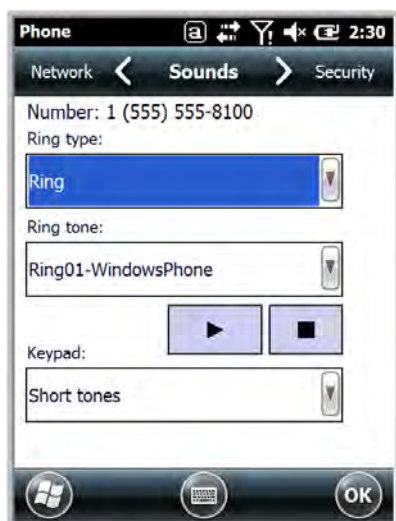 Phone a 2:30
Network Sounds Security
Number: 1 (555) 555-8100
Ring type:
Ring
Ring tone:
Ring01-WindowsPhone
Keypad:
Short tones
OK